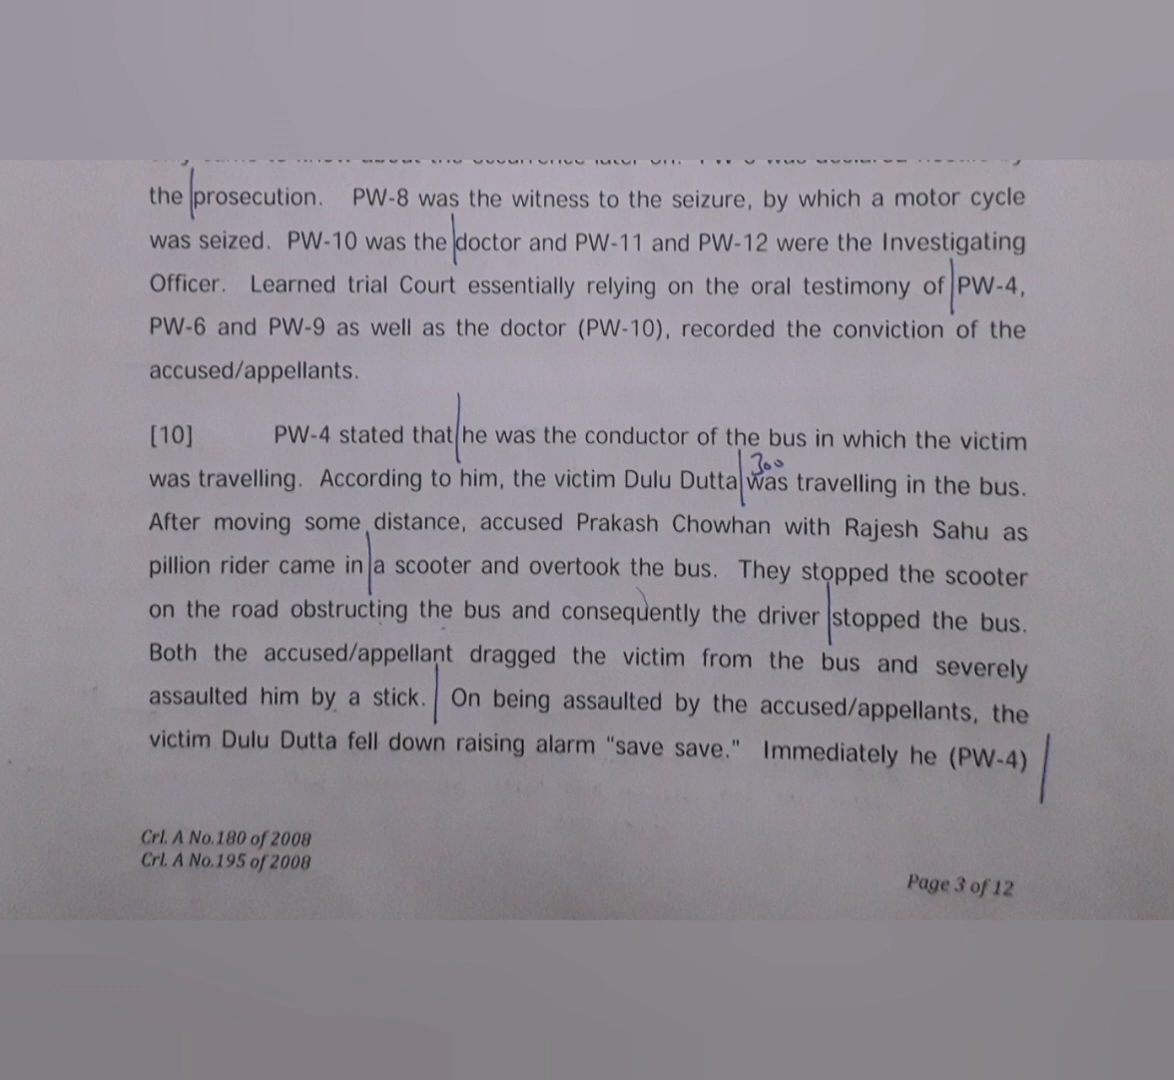 the prosecution. PW-8 was the witness to the seizure, by which a motor cycle
was seized. PW-10 was the doctor and PW-11 and PW-12 were the Investigating
Officer. Learned trial Court essentially relying on the oral testimony of PW-4,
PW-6 and PW-9 as well as the doctor (PW-10), recorded the conviction of the
accused/appellants.
[10] PW-4 stated that he was the conductor of the bus in which the victim
300
was travelling. According to him, the victim Dulu Dutta was travelling in the bus.
After moving some distance, accused Prakash Chowhan with Rajesh Sahu as
pillion rider came in a scooter and overtook the bus. They stopped the scooter
on the road obstructing the bus and consequently the driver stopped the bus.
Both the accused/appellant dragged the victim from the bus and severely
assaulted him by a stick. On being assaulted by the accused/appellants, the
victim Dulu Dutta fell down raising alarm “save save.” Immediately he (PW-4)
Crl. A No.180 of 2008
Crl. A No.195 of 2008
Page 3 of 12